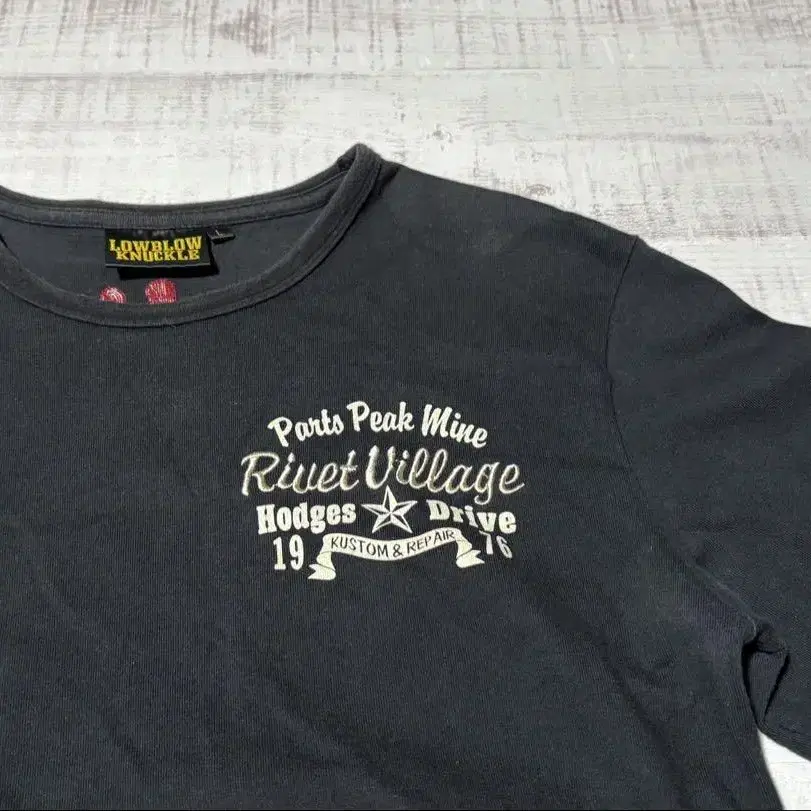 LOWBLOW
KNUCKLE
L
Parts Peak Mine
Rivet Village
Hodges Drive
19 76
KUSTOM & REPAIR